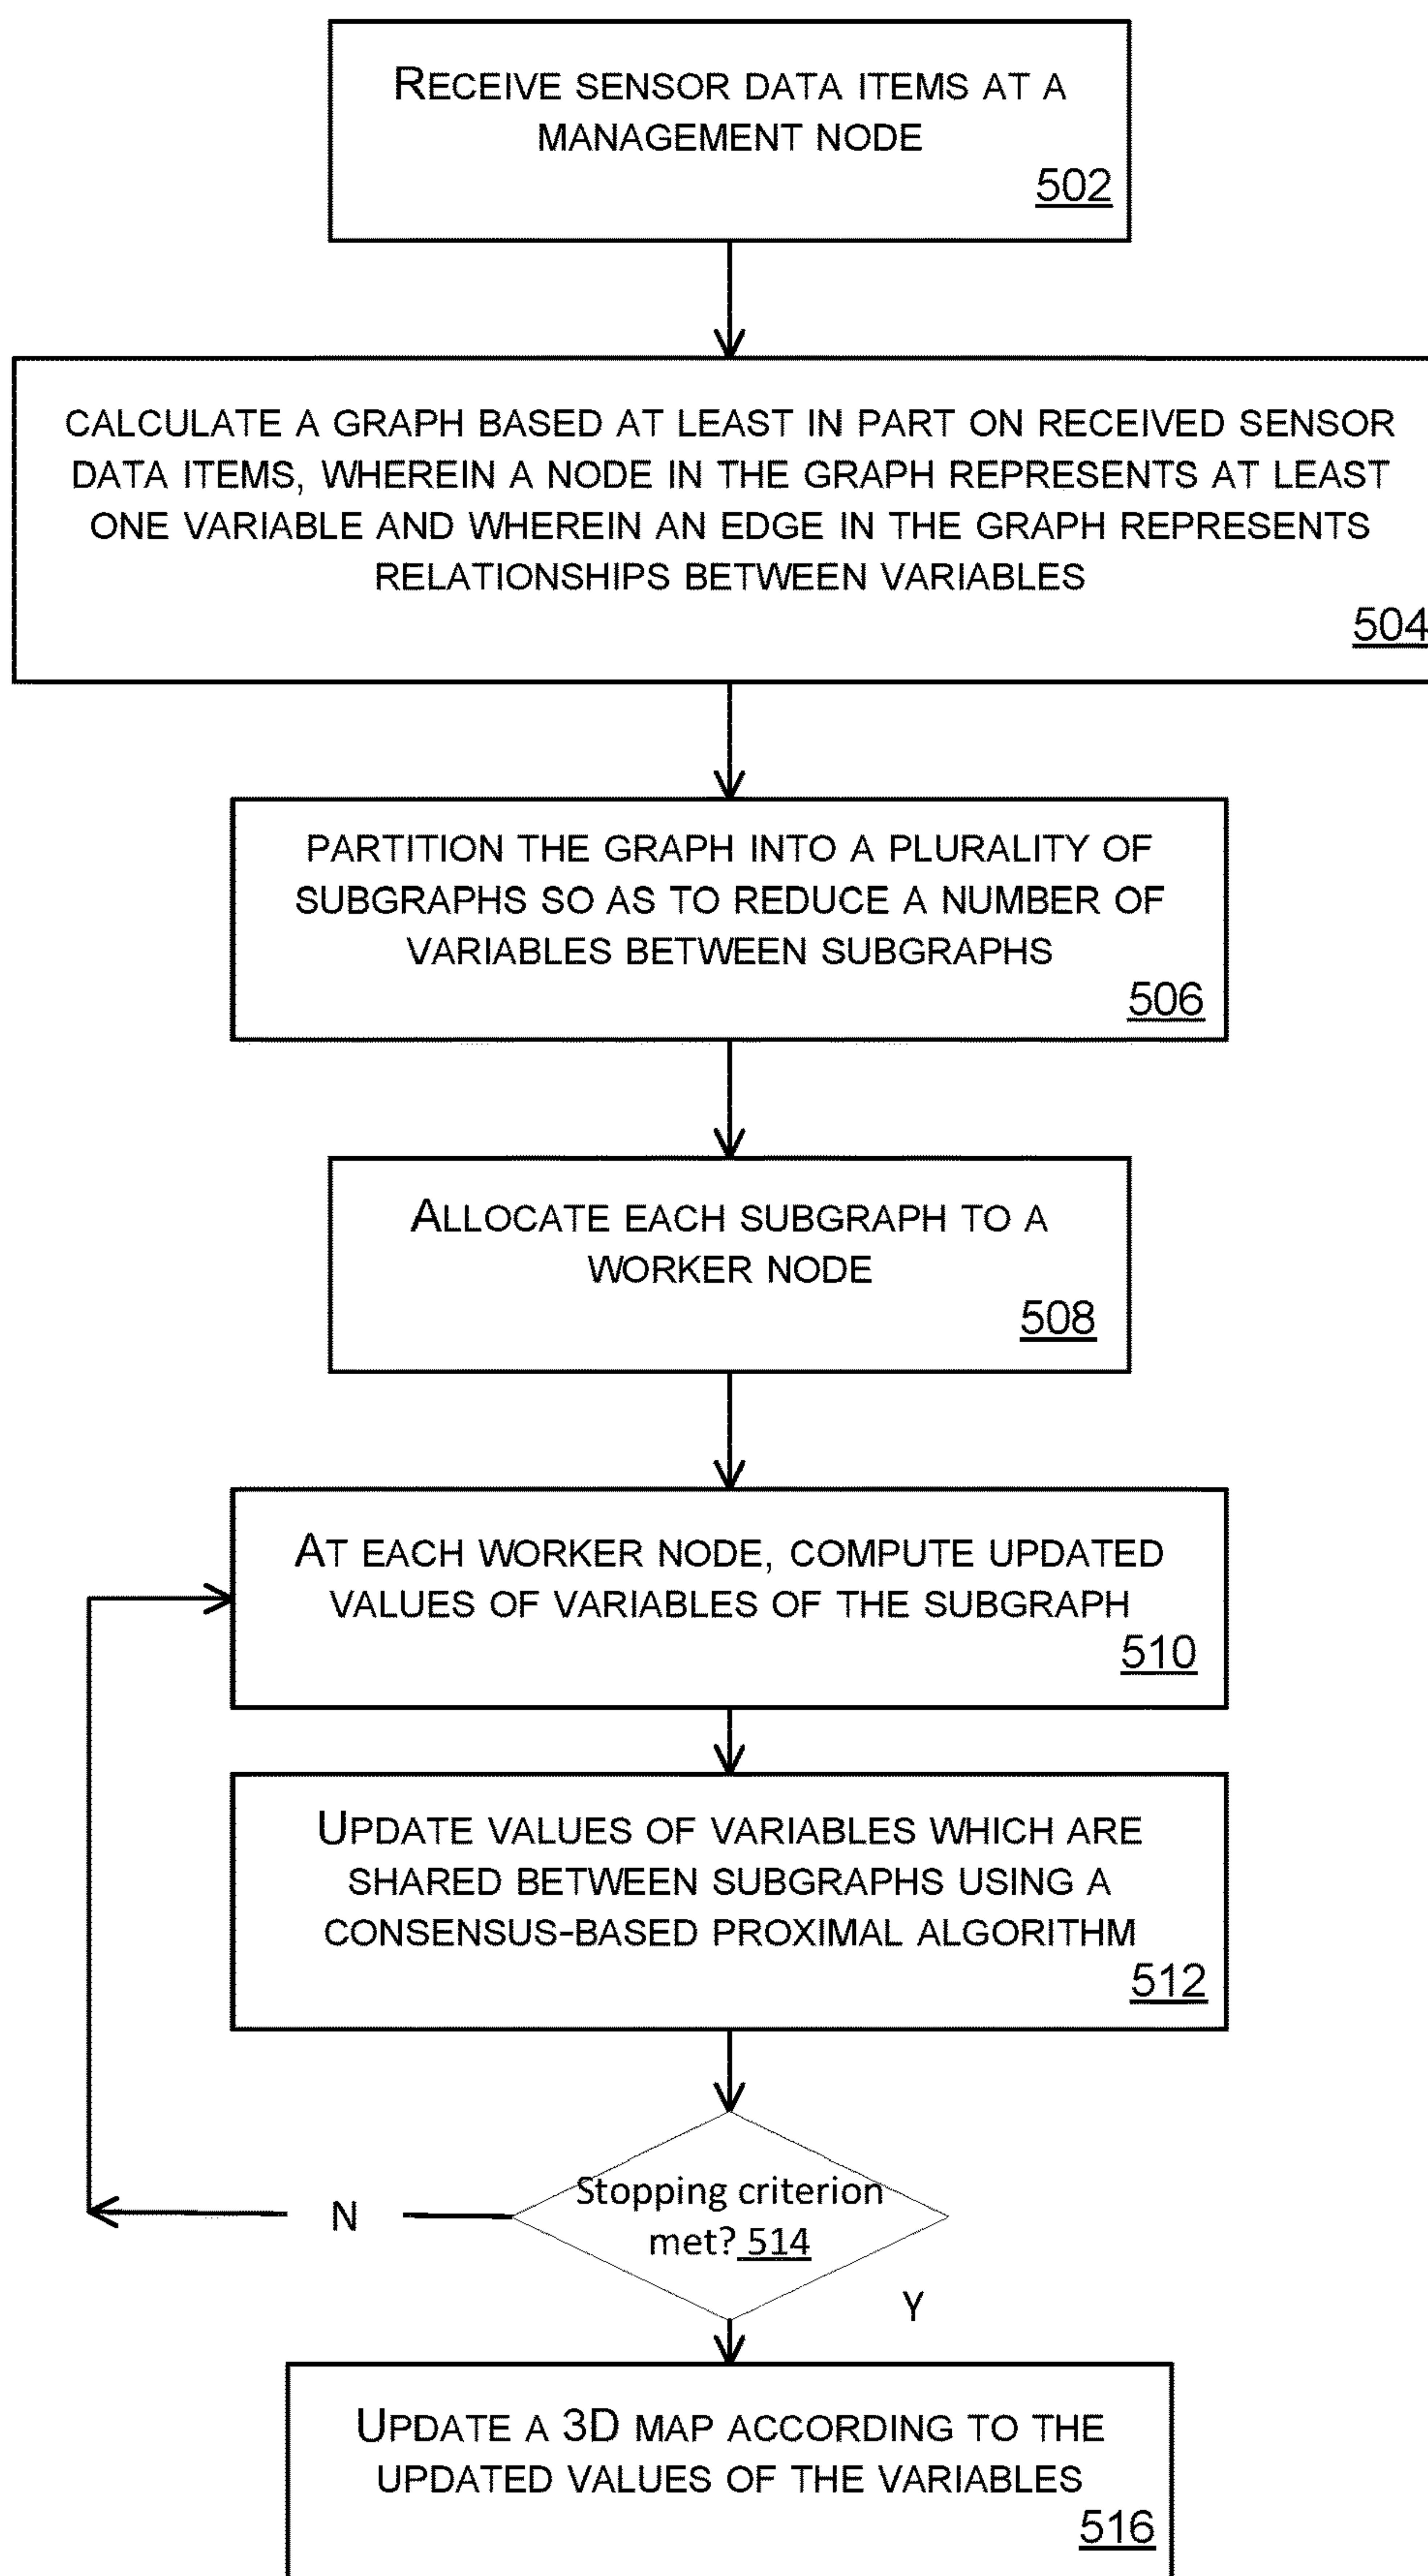 RECEIVE SENSOR DATA ITEMS AT A
MANAGEMENT NODE
502
CALCULATE A GRAPH BASED AT LEAST IN PART ON RECEIVED SENSOR
DATA ITEMS, WHEREIN A NODE IN THE GRAPH REPRESENTS AT LEAST
ONE VARIABLE AND WHEREIN AN EDGE IN THE GRAPH REPRESENTS
RELATIONSHIPS BETWEEN VARIABLES
504
PARTITION THE GRAPH INTO A PLURALITY OF
SUBGRAPHS SO AS TO REDUCE A NUMBER OF
VARIABLES BETWEEN SUBGRAPHS
506
ALLOCATE EACH SUBGRAPH TO A
WORKER NODE
508
AT EACH WORKER NODE, COMPUTE UPDATED
VALUES OF VARIABLES OF THE SUBGRAPH
510
UPDATE VALUES OF VARIABLES WHICH ARE
SHARED BETWEEN SUBGRAPHS USING A
CONSENSUS-BASED PROXIMAL ALGORITHM
512
Stopping criterion
met? 514
N
Y
UPDATE A 3D MAP ACCORDING TO THE
UPDATED VALUES OF THE VARIABLES
516